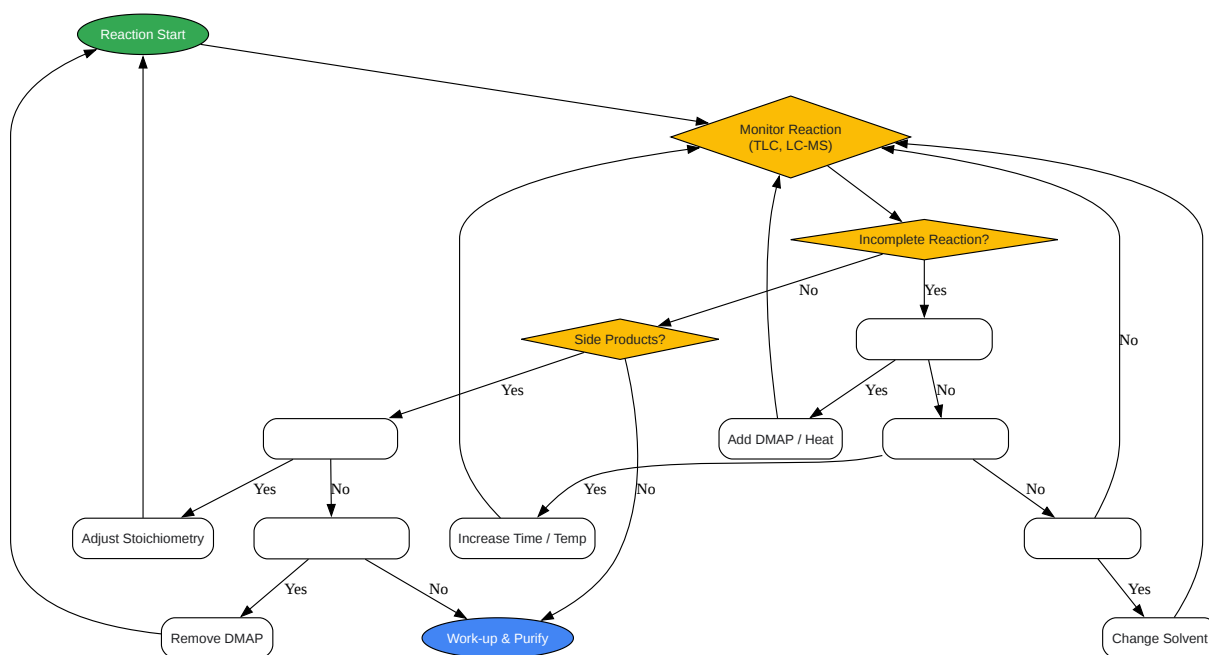 Reaction Start
Monitor Reaction
(TLC, LC-MS)
Incomplete Reaction?
No
Yes
Side Products?
No
Yes
Yes
No
Add DMAP / Heat
Yes
No
Yes
No
No
Adjust Stoichiometry
Increase Time / Temp
Yes
No
Yes
Remove DMAP
Work-up & Purify
Change Solvent